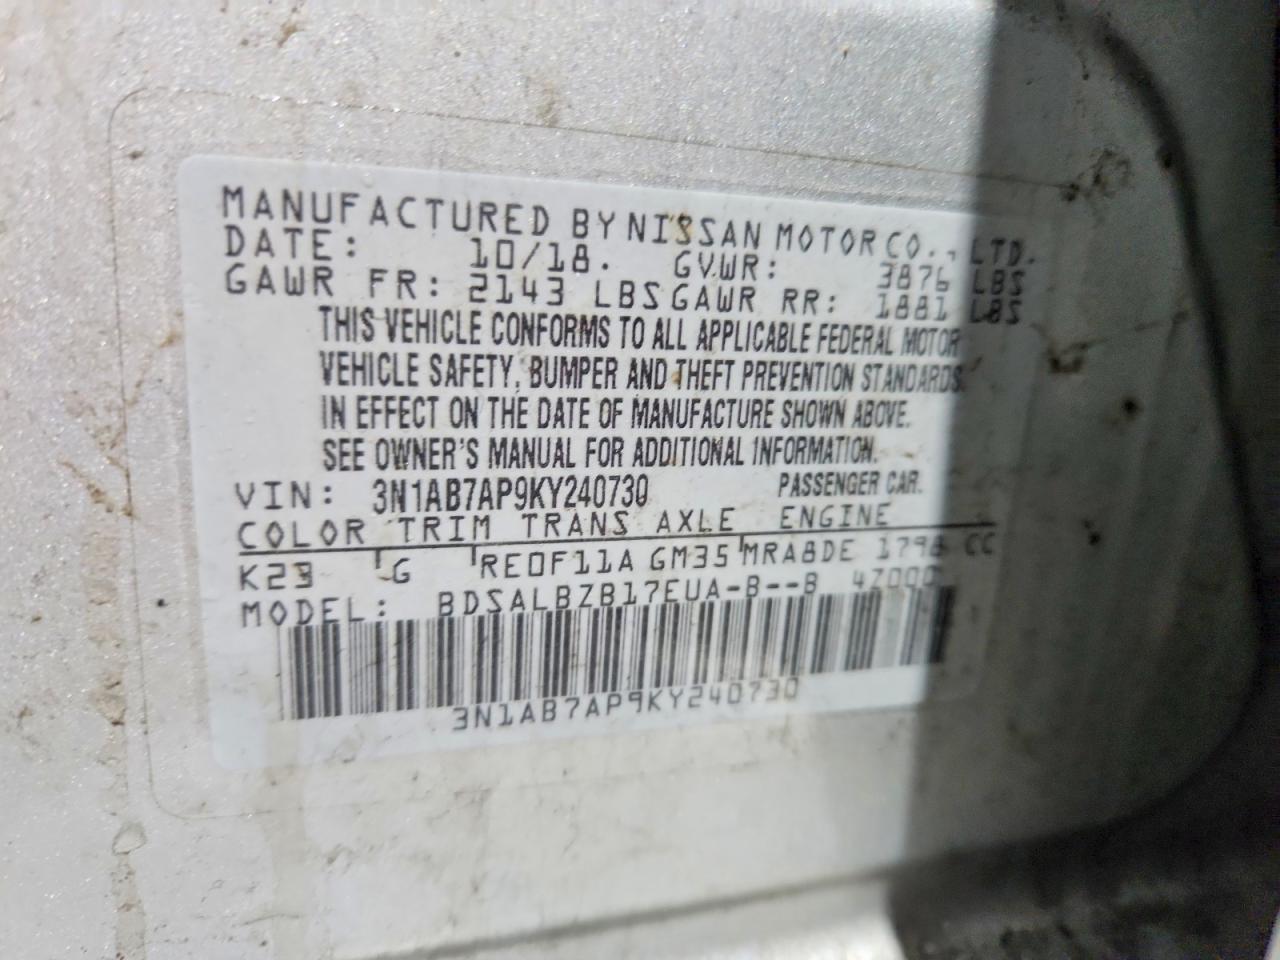 MANUFACTURED BY NISSAN MOTOR CO., LTD.
DATE: 10/18. GVWR: 3876 LBS
GAWR FR: 2143 LBS GAWR RR: 1881 LBS
THIS VEHICLE CONFORMS TO ALL APPLICABLE FEDERAL MOTOR
VEHICLE SAFETY, BUMPER AND THEFT PREVENTION STANDARDS
IN EFFECT ON THE DATE OF MANUFACTURE SHOWN ABOVE.
SEE OWNER'S MANUAL FOR ADDITIONAL INFORMATION.
VIN: 3N1AB7AP9KY240730 PASSENGER CAR.
COLOR TRIM TRANS AXLE ENGINE
K23 G RE0F11A GM35 MRA8DE 1798 CC
MODEL: BDSALBZB17EUA-B--B 4Z000
3N1AB7AP9KY240730